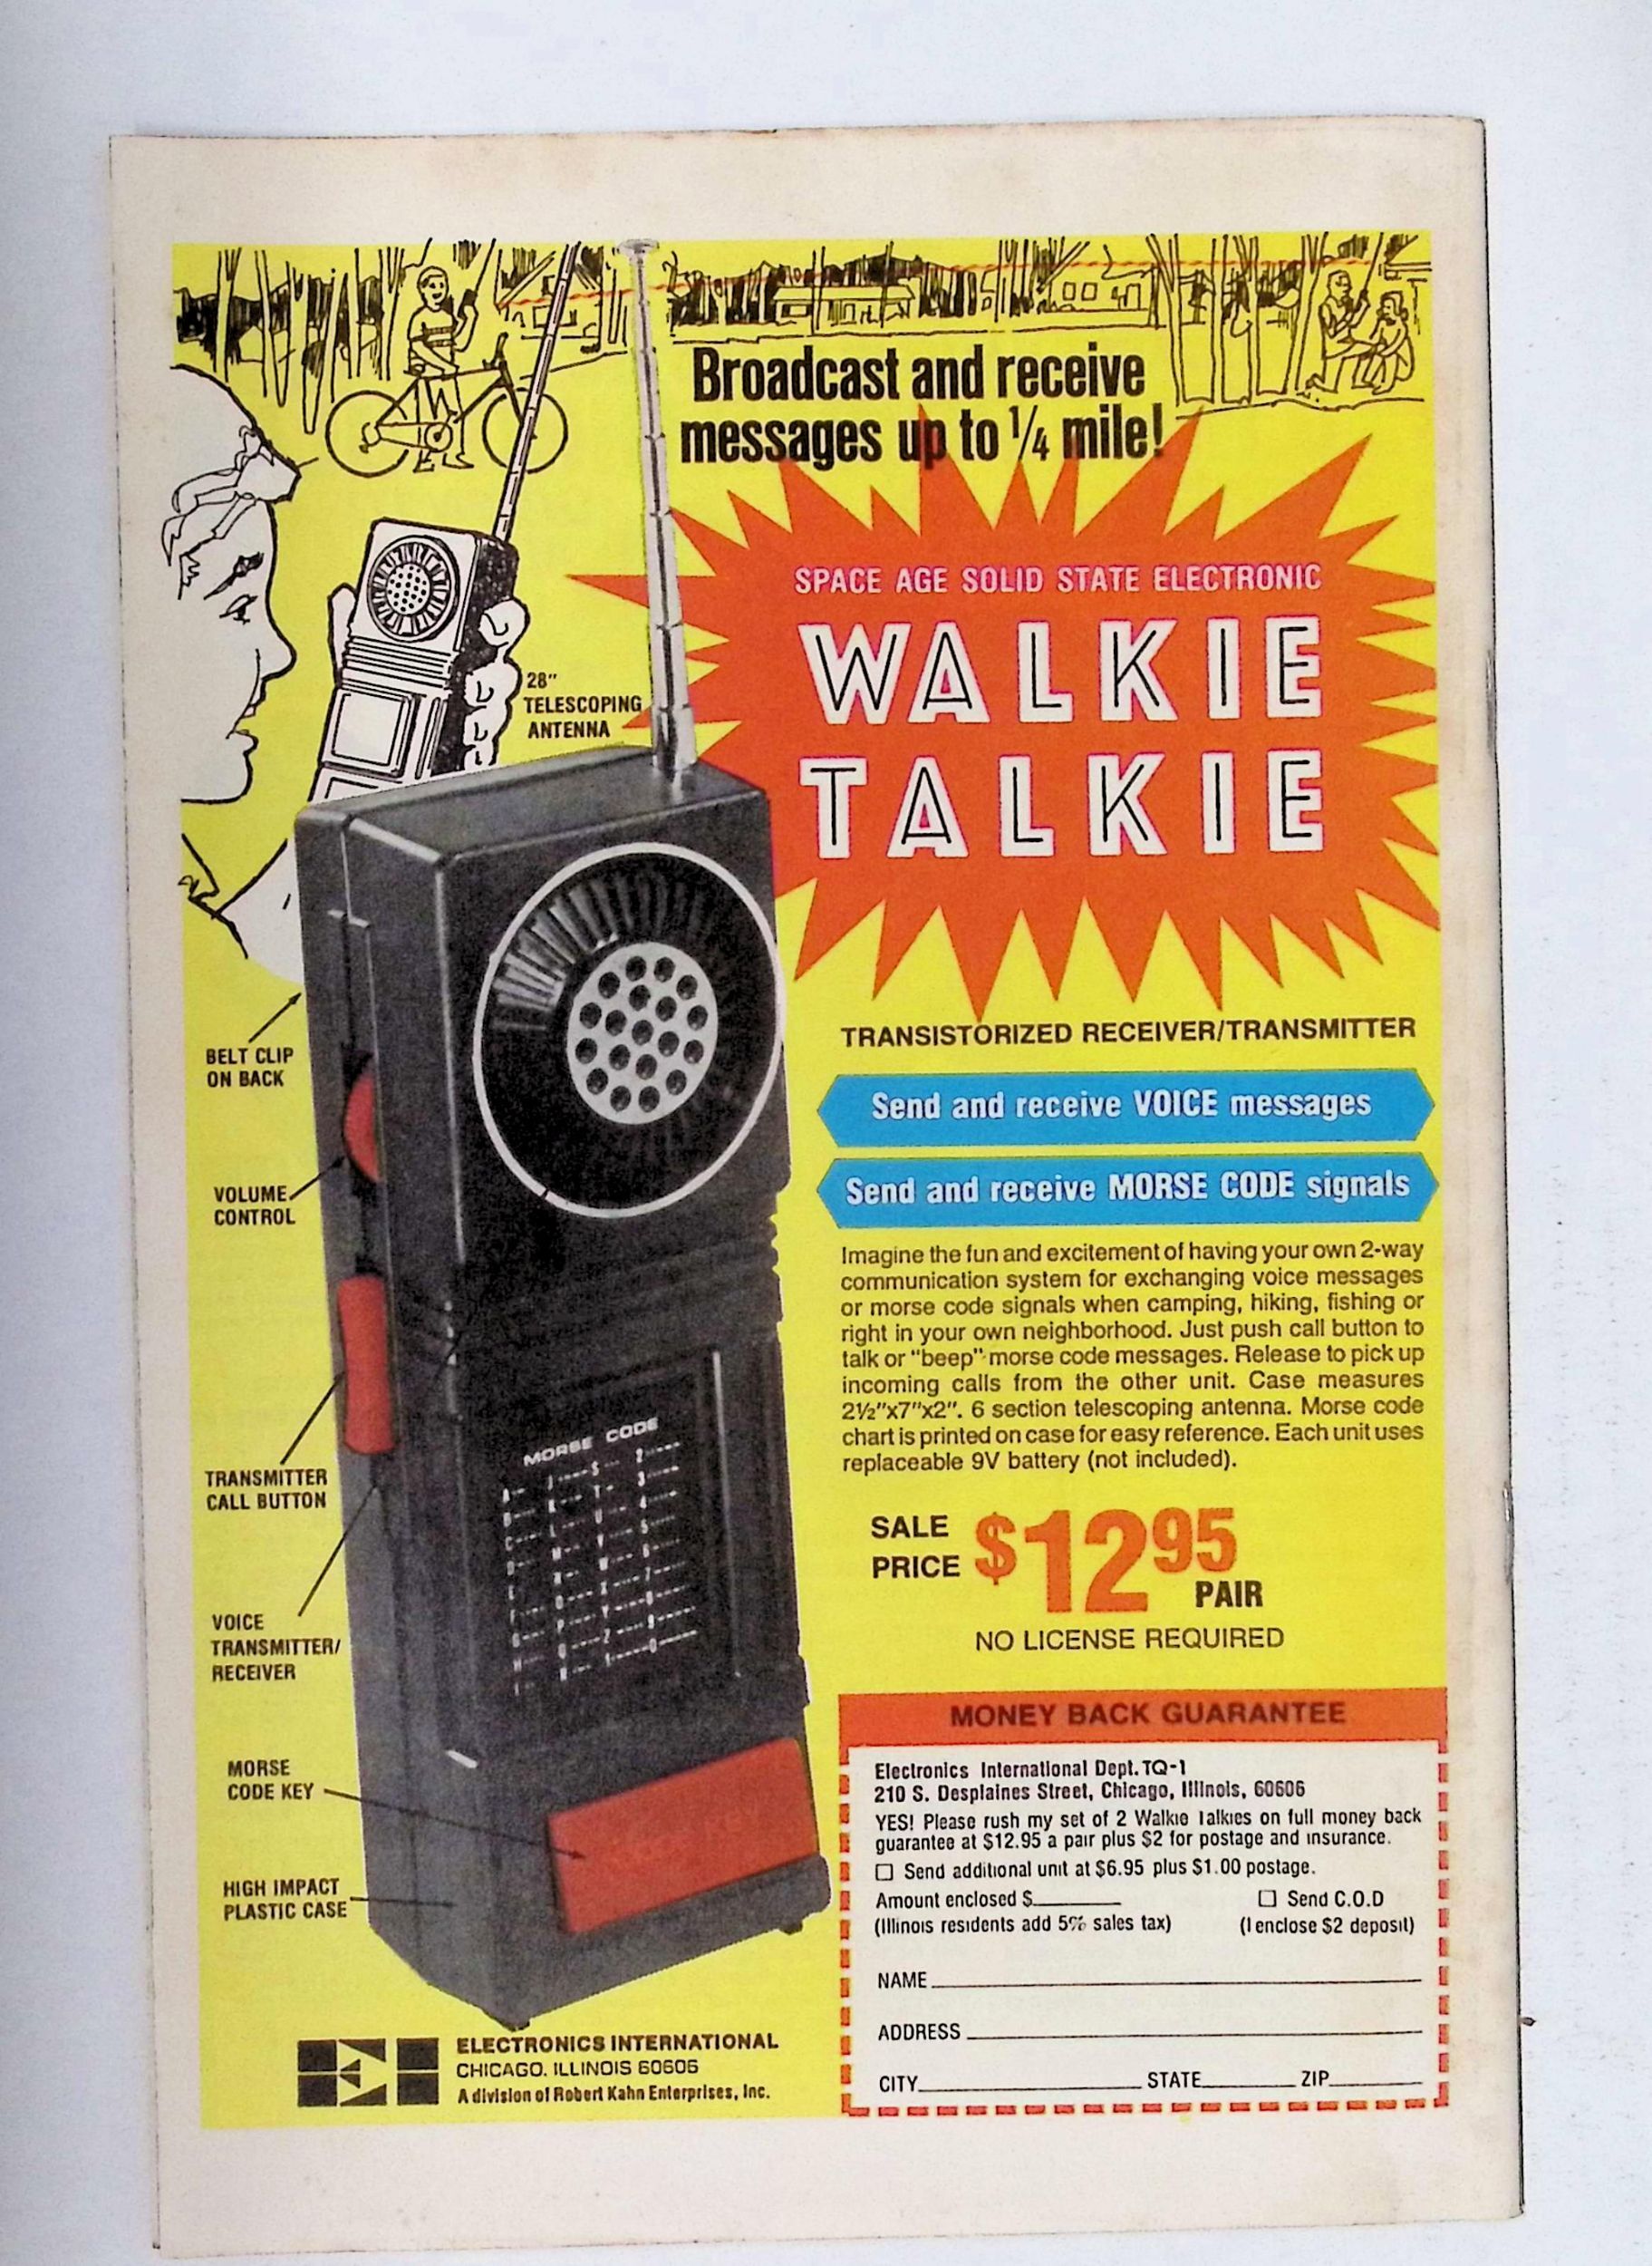 Broadcast and receive
messages up to 1/4 mile!
SPACE AGE SOLID STATE ELECTRONIC
WALKIE
TALKIE
28"
TELESCOPING
ANTENNA
BELT CLIP
ON BACK
VOLUME
CONTROL
TRANSMITTER
CALL BUTTON
VOICE
TRANSMITTER/
RECEIVER
MORSE
CODE KEY
HIGH IMPACT
PLASTIC CASE
MORSE CODE
TRANSISTORIZED RECEIVER/TRANSMITTER
Send and receive VOICE messages
Send and receive MORSE CODE signals
Imagine the fun and excitement of having your own 2-way
communication system for exchanging voice messages
or morse code signals when camping, hiking, fishing or
right in your own neighborhood. Just push call button to
talk or "beep" morse code messages. Release to pick up
incoming calls from the other unit. Case measures
2½"x7"x2". 6 section telescoping antenna. Morse code
chart is printed on case for easy reference. Each unit uses
replaceable 9V battery (not included).
SALE
PRICE $12 95
PAIR
NO LICENSE REQUIRED
MONEY BACK GUARANTEE
Electronics International Dept. TQ-1
210 S. Desplaines Street, Chicago, Illinois, 60606
YES! Please rush my set of 2 Walkie Talkies on full money back
guarantee at $12.95 a pair plus $2 for postage and insurance.
☐ Send additional unit at $6.95 plus $1.00 postage.
Amount enclosed $________ ☐ Send C.O.D
(Illinois residents add 5% sales tax) (I enclose $2 deposit)
NAME
ADDRESS
CITY STATE ZIP
ELECTRONICS INTERNATIONAL
CHICAGO, ILLINOIS 60606
A division of Robert Kahn Enterprises, Inc.